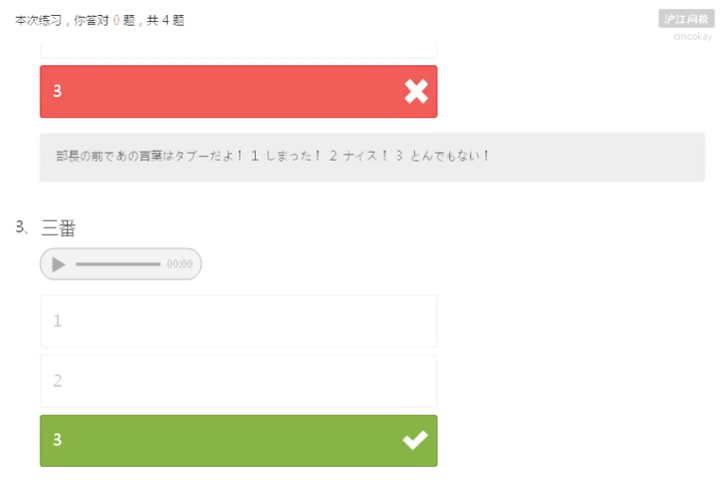 本次练习，你答对 0 题，共 4 题
沪江网校
cincokay
3
部長の前であの言葉はタブーだよ！ 1 しまった！ 2 ナイス！ 3 とんでもない！
3、三番
00:00
1
2
3